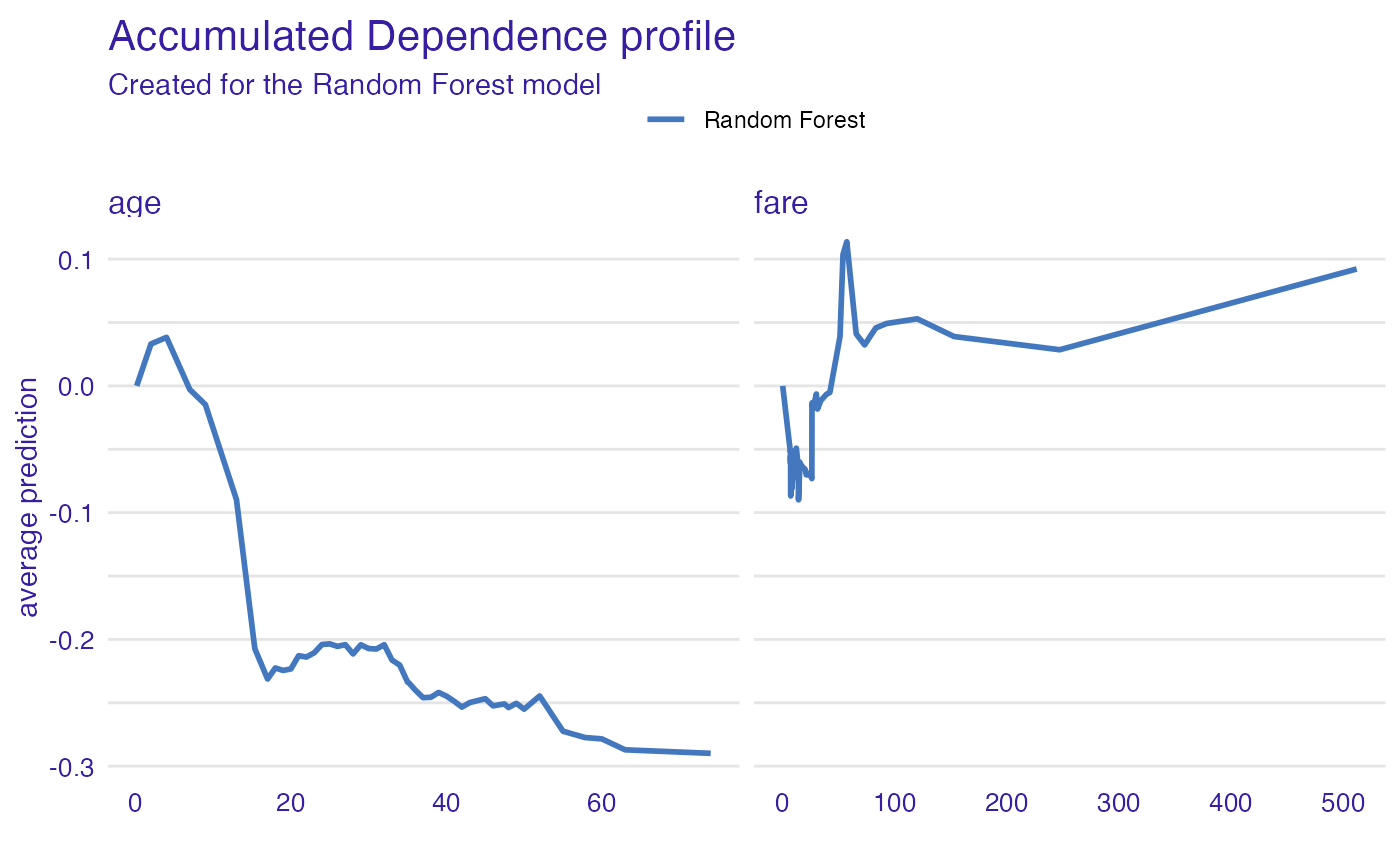 Accumulated Dependence profile
Created for the Random Forest model
Random Forest
age
fare
average prediction
0.1
0.0
-0.1
-0.2
-0.3
0 20 40 60
0 100 200 300 400 500